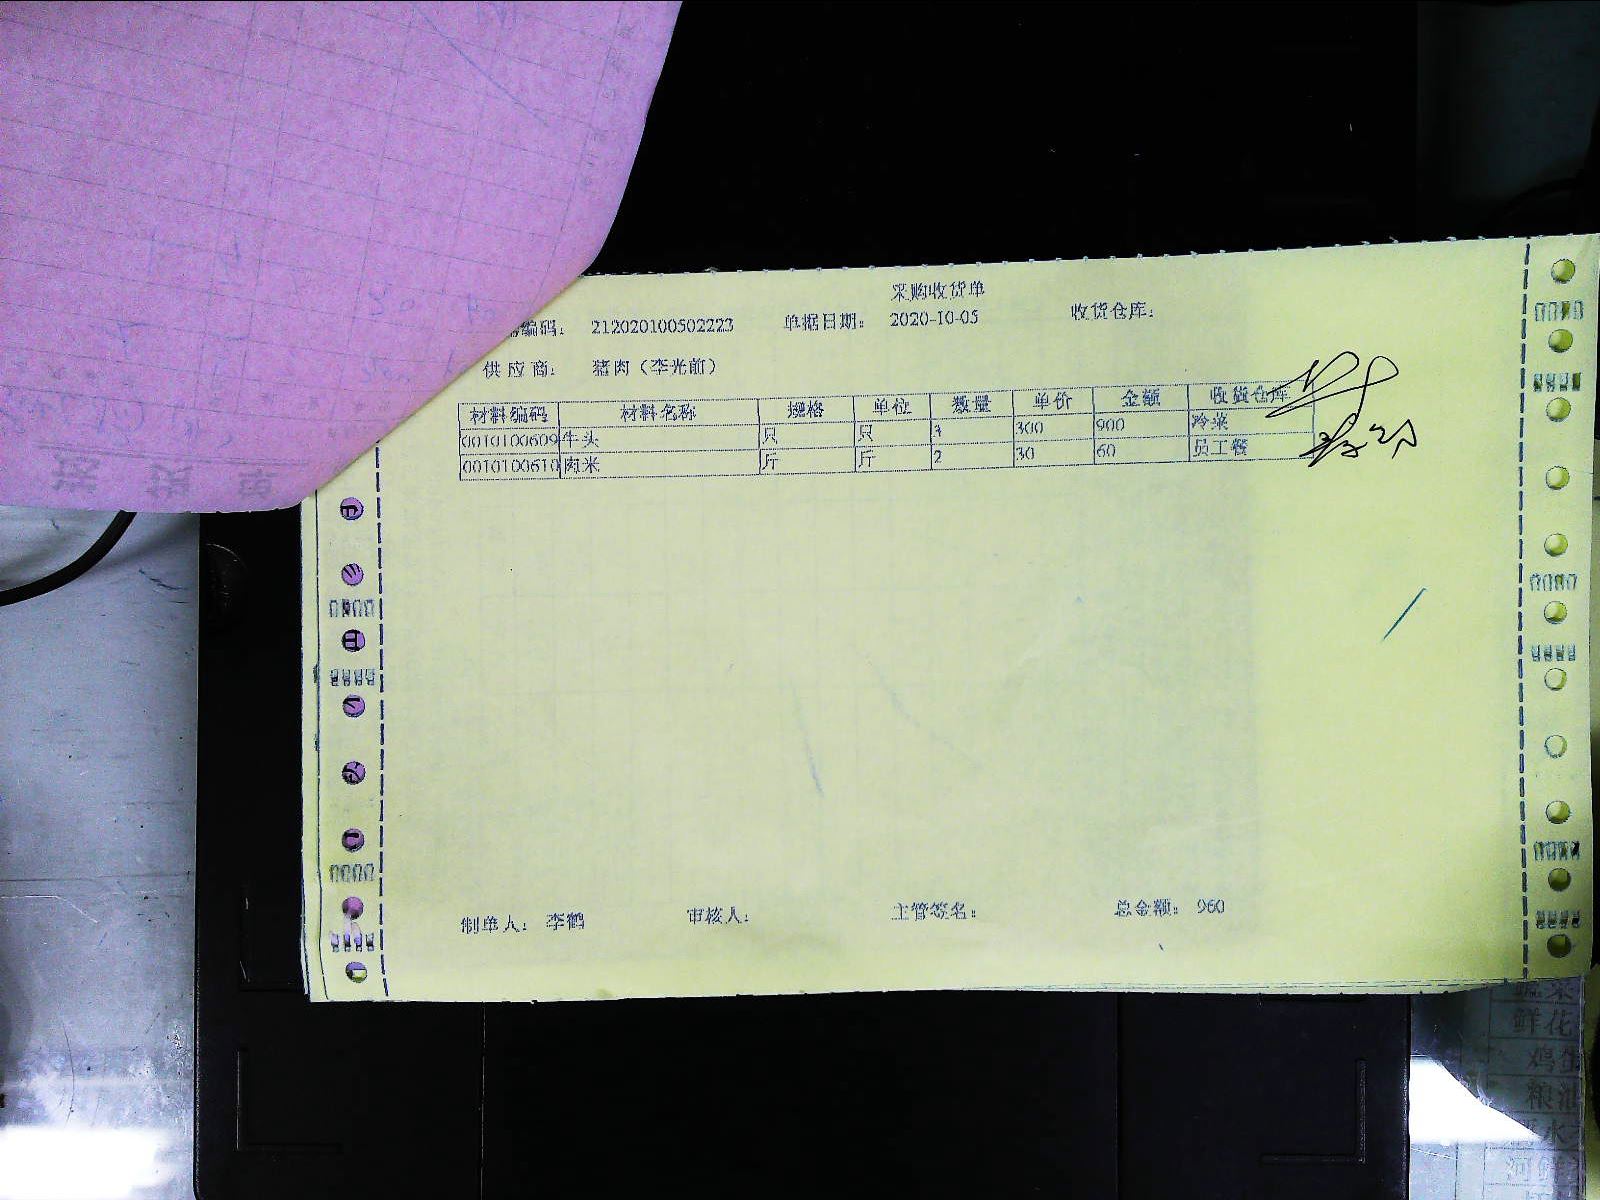 采购收货单
编码： 212020100502223 单据日期： 2020-10-05 收货仓库：
供应商： 猪肉（李光前）
材料编码 材料名称 规格 单位 数量 单价 金额 收货仓库
0010100609 牛头 只 只 3 300 900 冷菜
0010100610 肉米 斤 斤 2 30 60 员工餐
制单人： 李鹤 审核人： 主管签名： 总金额： 960
鲜花
粮油